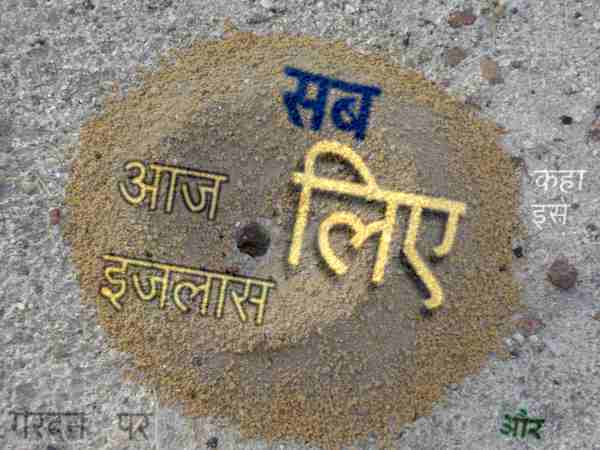 सब
आज
लिए
कहा
इसे
इजलास
गरदन पर
और